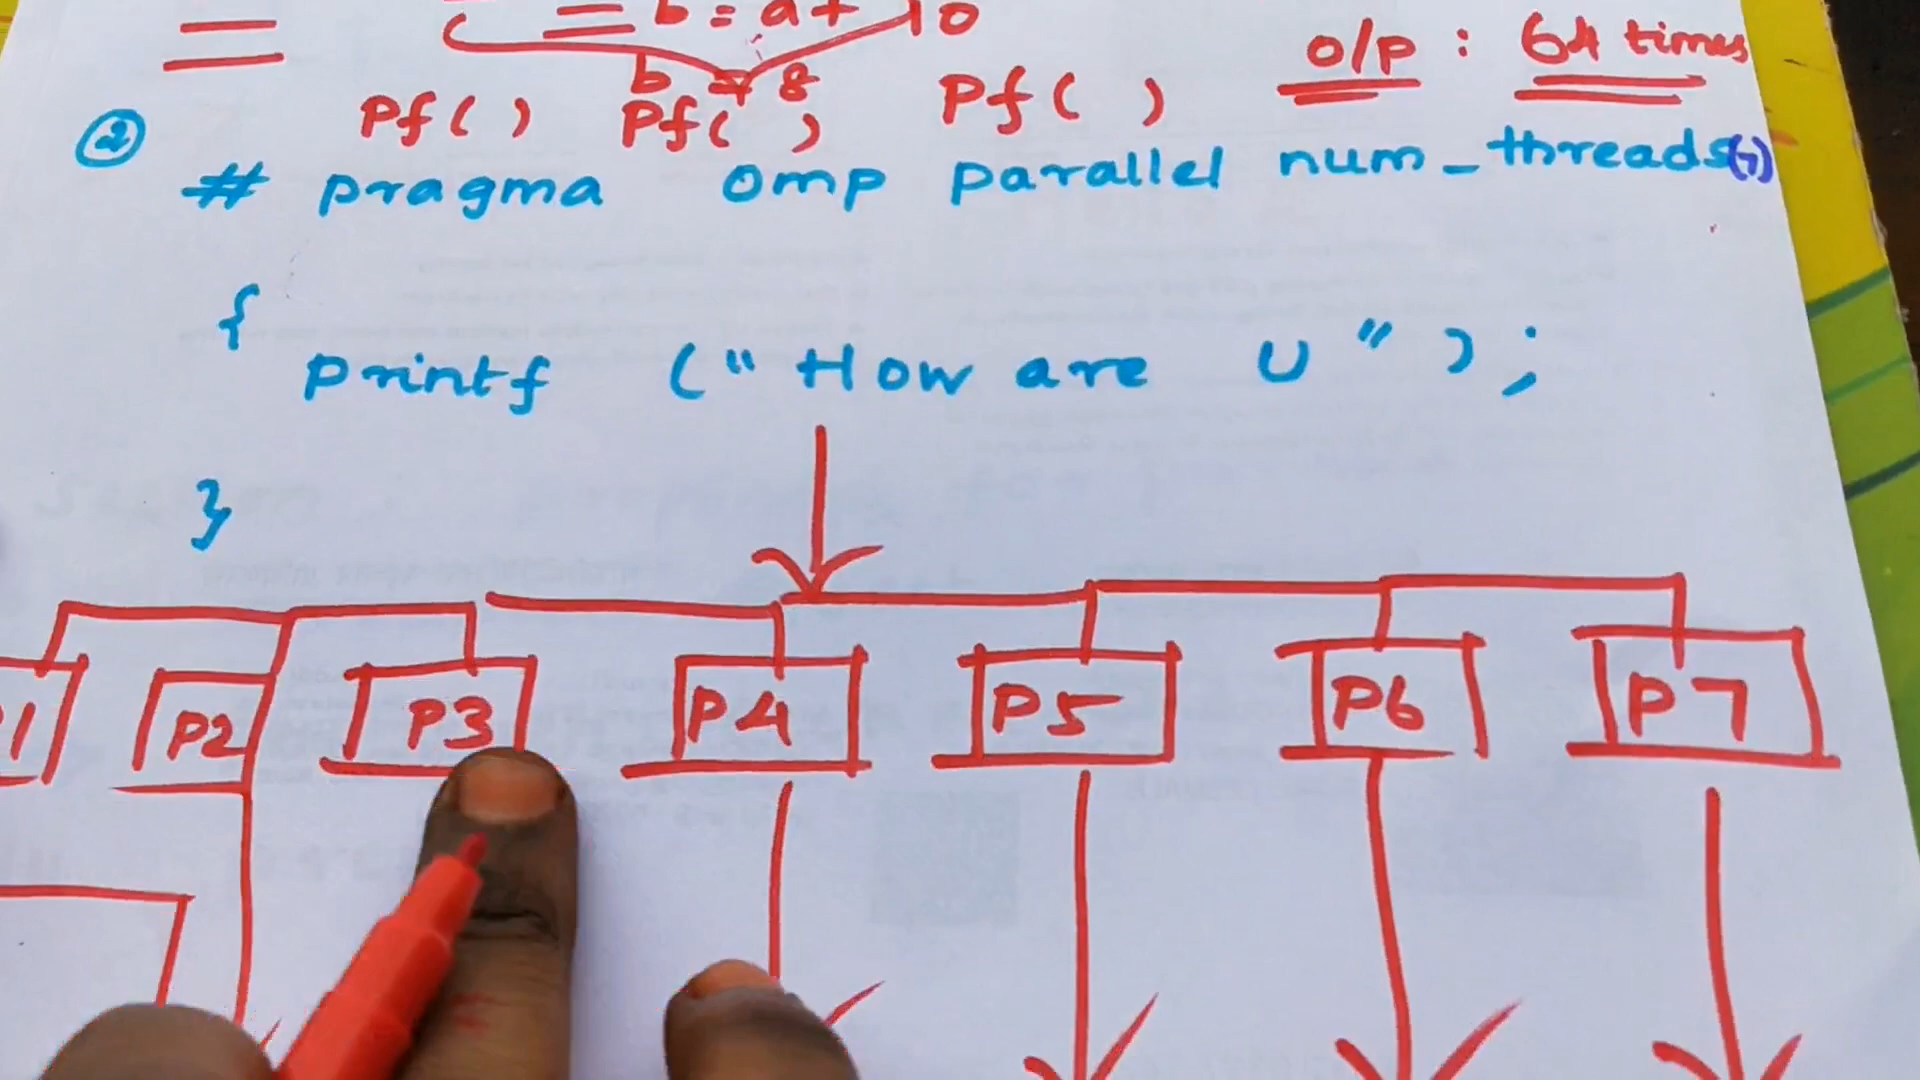 = b = a + 10
o/p : 64 times
b 8
Pf( ) Pf( ) Pf( )
② # pragma omp parallel num_threads(7)
{
printf ("How are U");
}
P2 P3 P4 P5 P6 P7